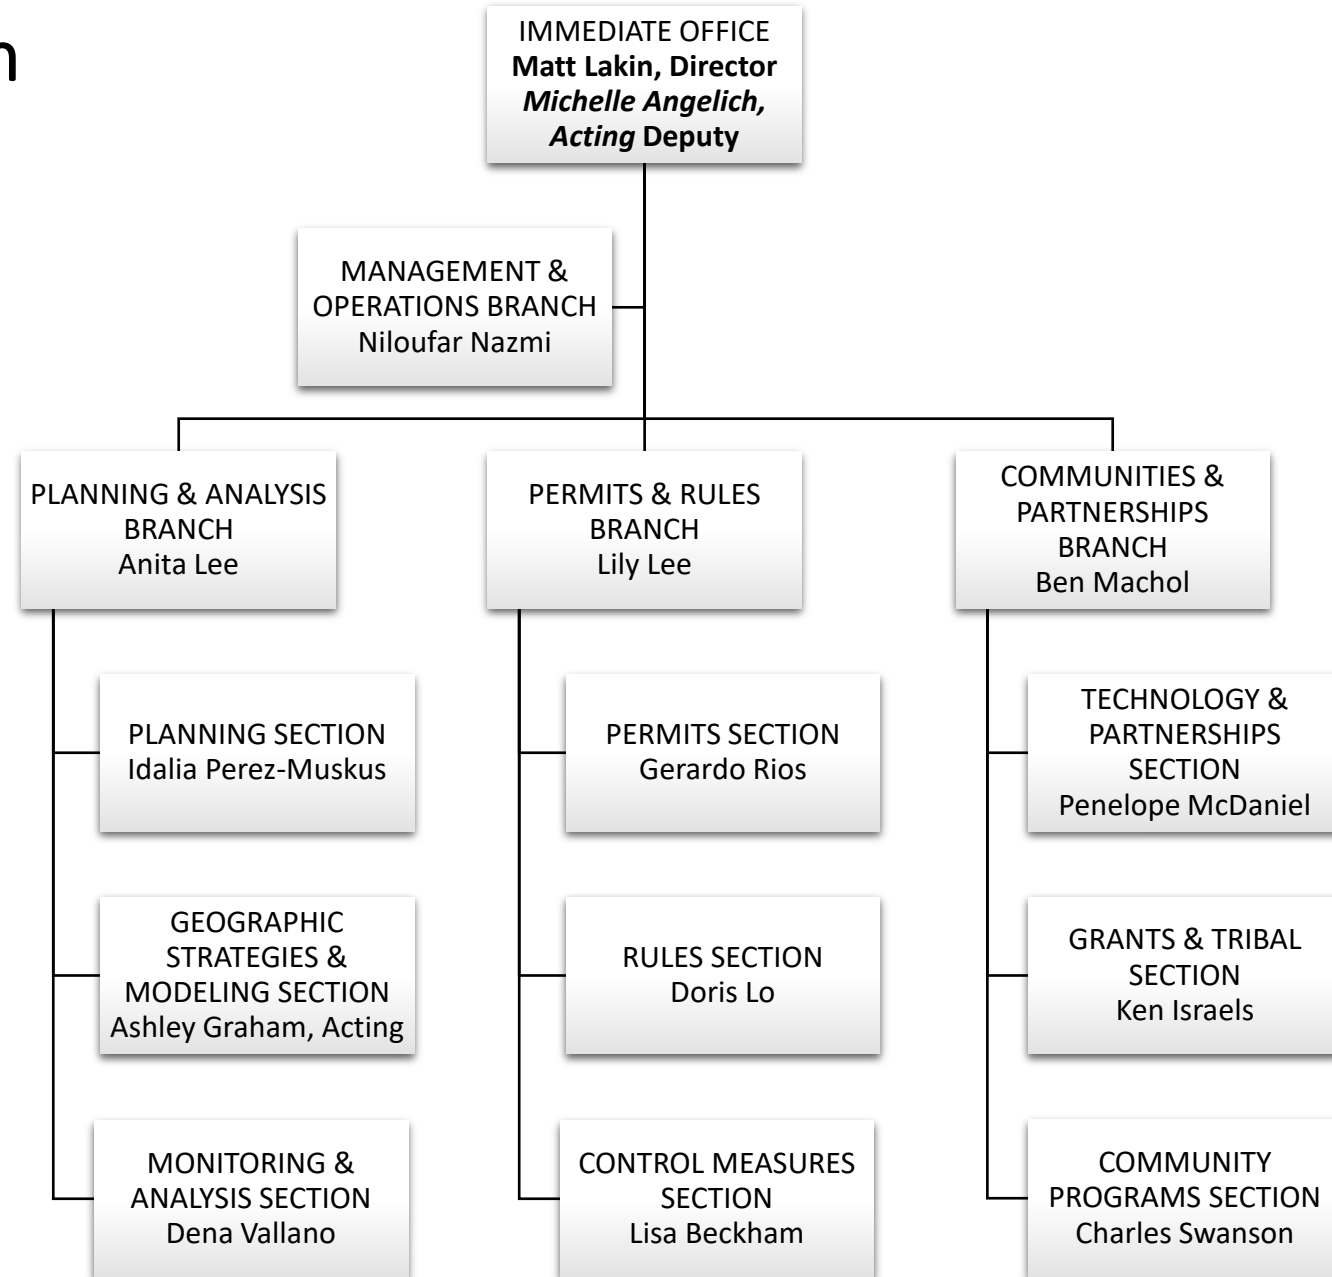 n
IMMEDIATE OFFICE
Matt Lakin, Director
Michelle Angelich,
Acting Deputy
MANAGEMENT &
OPERATIONS BRANCH
Niloufar Nazmi
PLANNING & ANALYSIS
BRANCH
Anita Lee
PERMITS & RULES
BRANCH
Lily Lee
COMMUNITIES &
PARTNERSHIPS
BRANCH
Ben Machol
PLANNING SECTION
Idalia Perez-Muskus
PERMITS SECTION
Gerardo Rios
TECHNOLOGY &
PARTNERSHIPS
SECTION
Penelope McDaniel
GEOGRAPHIC
STRATEGIES &
MODELING SECTION
Ashley Graham, Acting
RULES SECTION
Doris Lo
GRANTS & TRIBAL
SECTION
Ken Israels
MONITORING &
ANALYSIS SECTION
Dena Vallano
CONTROL MEASURES
SECTION
Lisa Beckham
COMMUNITY
PROGRAMS SECTION
Charles Swanson